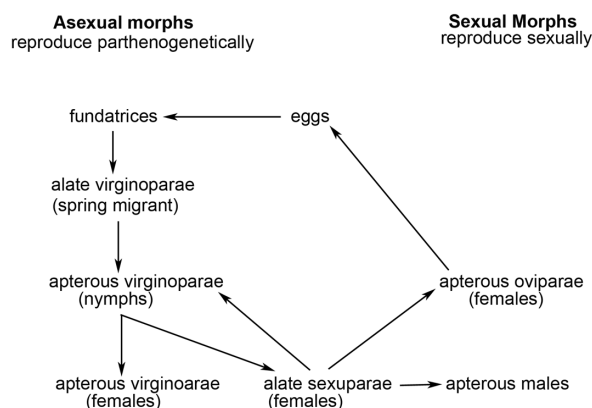 Asexual morphs
reproduce parthenogenetically
Sexual Morphs
reproduce sexually
fundatrices
eggs
alate virginoparae
(spring migrant)
apterous virginoparae
(nymphs)
apterous oviparae
(females)
apterous virginoarae
(females)
alate sexuparae
(females)
apterous males